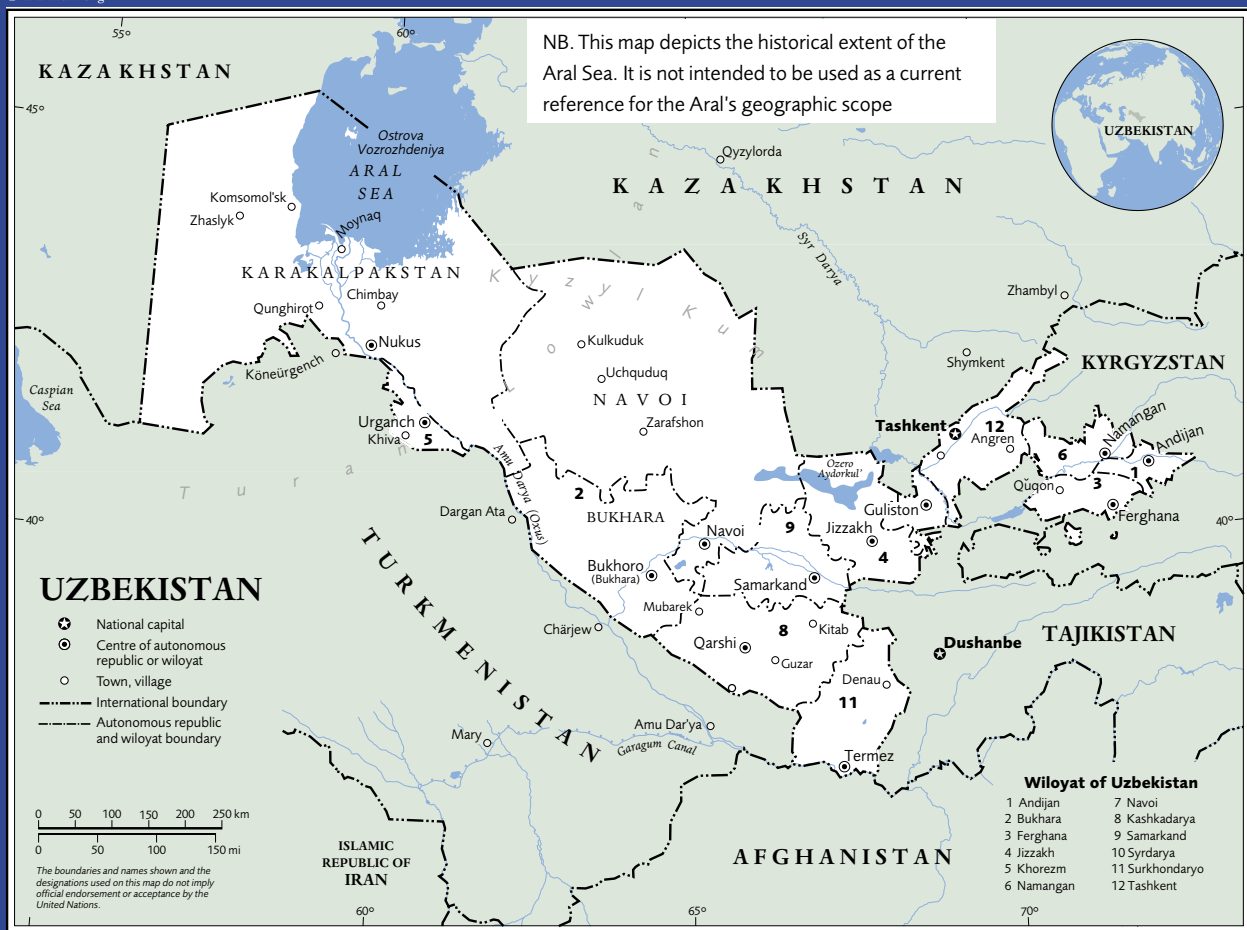 55°
60°
KAZAKHSTAN
45°
NB. This map depicts the historical extent of the
Aral Sea. It is not intended to be used as a current
reference for the Aral's geographic scope
UZBEKISTAN
Ostrova
Vozrozhdeniya
ARAL
SEA
Qyzylorda
KAZAKHSTAN
Komsomol'sk
Zhaslyk
Moynaq
Syr Darya
KARAKALPAKSTAN
Kyzyl Kum
Chimbay
Qunghirot
Zhambyl
Nukus
Köneürgench
Kulkuduk
Shymkent
KYRGYZSTAN
Caspian
Sea
Uchquduq
NAVOI
Turan Lowlan
Urganch
Khiva
5
Zarafshon
Tashkent
12
Angren
Namangan
Andijan
6
1
3
Qŭqon
Ferghana
Amu Darya (Oxus)
Ozero
Aydorkul'
2
BUKHARA
Dargan Ata
Guliston
40°
40°
Navoi
9
Jizzakh
4
TURKMENISTAN
Bukhoro
(Bukhara)
Samarkand
UZBEKISTAN
National capital
Centre of autonomous
republic or wiloyat
Town, village
International boundary
Autonomous republic
and wiloyat boundary
Mubarek
Chärjew
8
Kitab
Qarshi
Guzar
Dushanbe
TAJIKISTAN
Denau
11
Amu Dar'ya
Mary
Garagum Canal
Termez
0 50 100 150 200 250 km
0 50 100 150 mi
The boundaries and names shown and the
designations used on this map do not imply
official endorsement or acceptance by the
United Nations.
ISLAMIC
REPUBLIC OF
IRAN
AFGHANISTAN
Wiloyat of Uzbekistan
1 Andijan
2 Bukhara
3 Ferghana
4 Jizzakh
5 Khorezm
6 Namangan
7 Navoi
8 Kashkadarya
9 Samarkand
10 Syrdarya
11 Surkhondaryo
12 Tashkent
60°
65°
70°